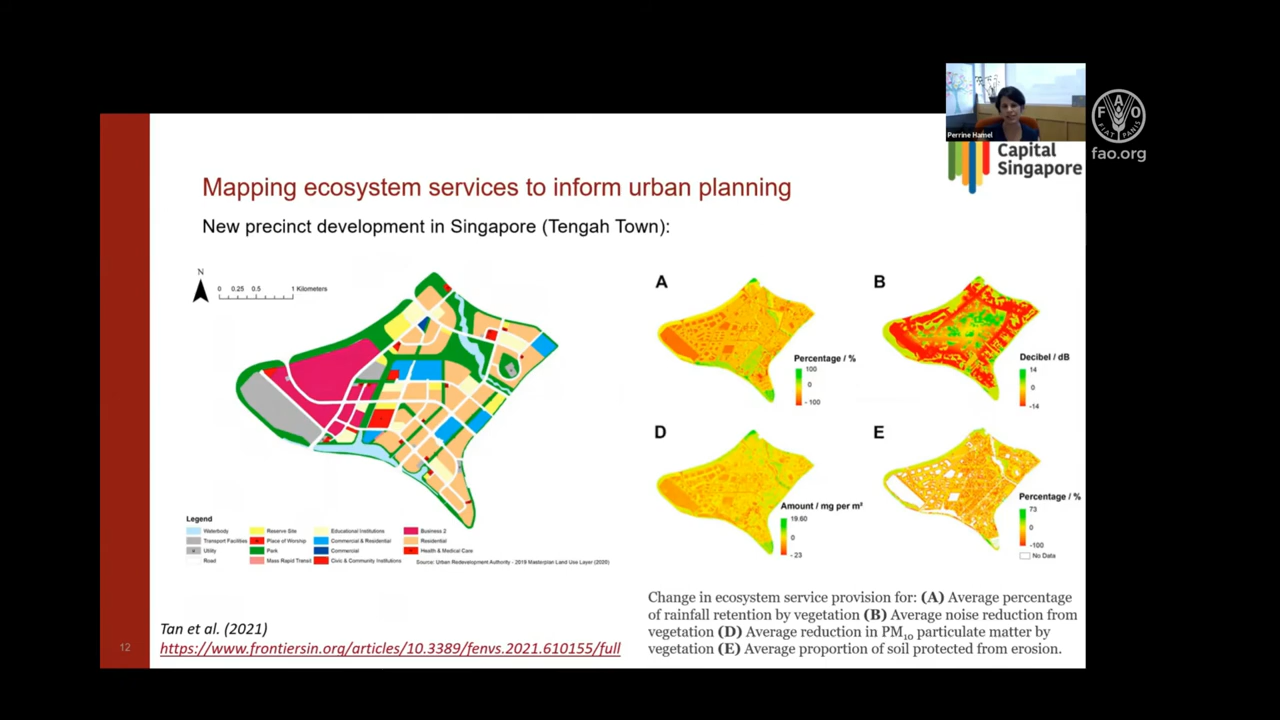 Perrine Hamel
F A O
FIAT PANIS
fao.org
Capital
Singapore
Mapping ecosystem services to inform urban planning
New precinct development in Singapore (Tengah Town):
N
0 0.25 0.5 1 Kilometers
A
Percentage / %
100
0
- 100
B
Decibel / dB
14
0
-14
D
Amount / mg per m²
19.60
0
- 23
E
Percentage / %
73
0
-100
No Data
Legend
Waterbody
Transport Facilities
Utility
Road
Reserve Site
Place of Worship
Park
Mass Rapid Transit
Educational Institutions
Commercial & Residential
Commercial
Civic & Community Institutions
Business 2
Residential
Health & Medical Care
Source: Urban Redevelopment Authority - 2019 Masterplan Land Use Layer (2020)
Change in ecosystem service provision for: (A) Average percentage
of rainfall retention by vegetation (B) Average noise reduction from
vegetation (D) Average reduction in PM₁₀ particulate matter by
vegetation (E) Average proportion of soil protected from erosion.
Tan et al. (2021)
https://www.frontiersin.org/articles/10.3389/fenvs.2021.610155/full
12